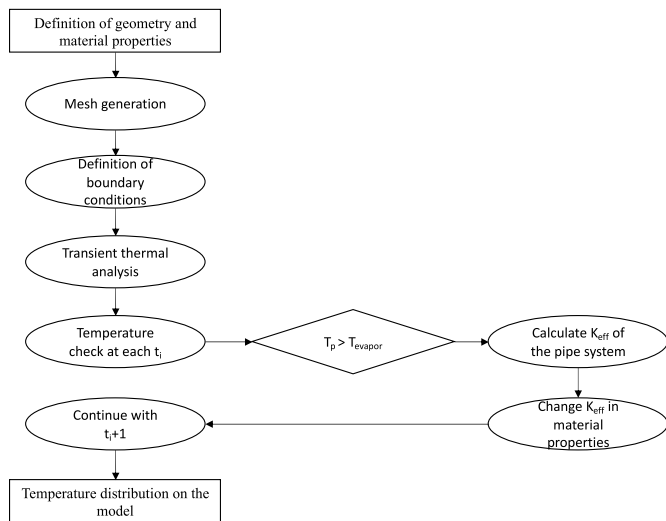 Definition of geometry and
material properties
Mesh generation
Definition of
boundary
conditions
Transient thermal
analysis
Temperature
check at each tᵢ
Tₚ > Tₑᵥₐₚₒᵣ
Calculate Kₑff of
the pipe system
Change Kₑff in
material
properties
Continue with
tᵢ+1
Temperature distribution on the
model